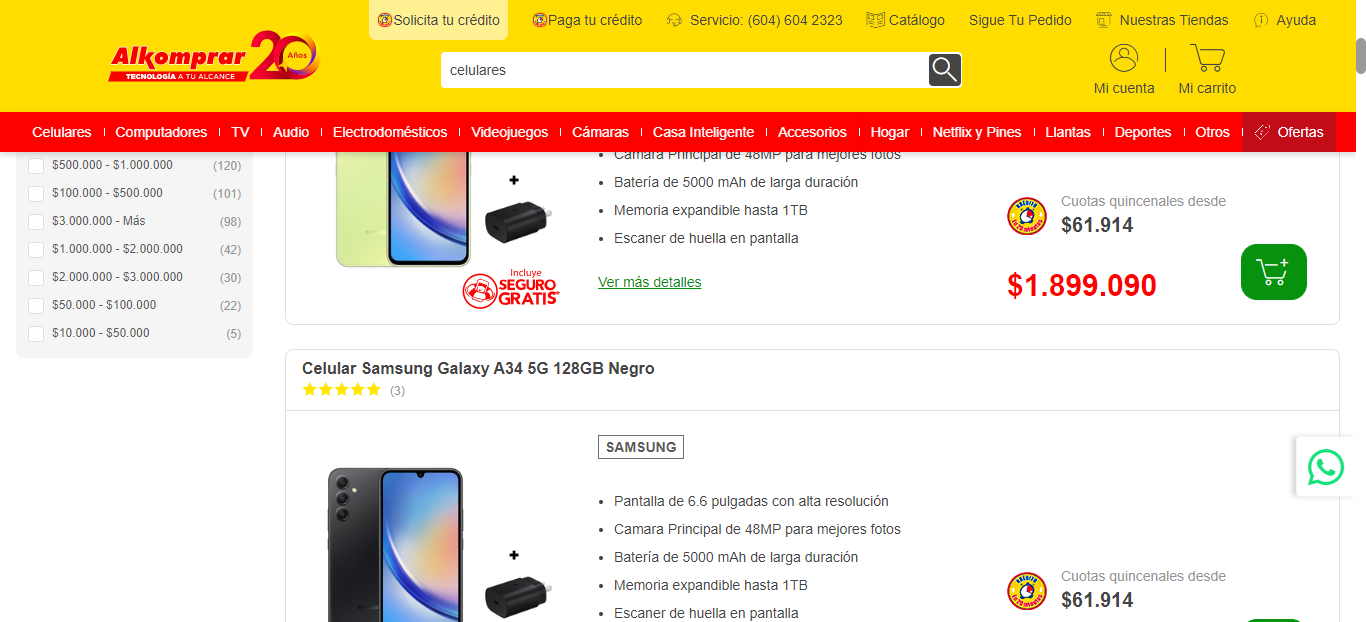 Solicita tu crédito
Paga tu crédito
Servicio: (604) 604 2323
Catálogo
Sigue Tu Pedido
Nuestras Tiendas
Ayuda
Alkomprar 20 Años
TECNOLOGÍA A TU ALCANCE
celulares
Mi cuenta
Mi carrito
Celulares
Computadores
TV
Audio
Electrodomésticos
Videojuegos
Cámaras
Casa Inteligente
Accesorios
Hogar
Netflix y Pines
Llantas
Deportes
Otros
Ofertas
$500.000 - $1.000.000 (120)
$100.000 - $500.000 (101)
$3.000.000 - Más (98)
$1.000.000 - $2.000.000 (42)
$2.000.000 - $3.000.000 (30)
$50.000 - $100.000 (22)
$10.000 - $50.000 (5)
+
Incluye
SEGURO
GRATIS*
Camara Principal de 48MP para mejores fotos
Batería de 5000 mAh de larga duración
Memoria expandible hasta 1TB
Escaner de huella en pantalla
Ver más detalles
Cuotas quincenales desde
$61.914
$1.899.090
Celular Samsung Galaxy A34 5G 128GB Negro
(3)
+
SAMSUNG
Pantalla de 6.6 pulgadas con alta resolución
Camara Principal de 48MP para mejores fotos
Batería de 5000 mAh de larga duración
Memoria expandible hasta 1TB
Escaner de huella en pantalla
Cuotas quincenales desde
$61.914